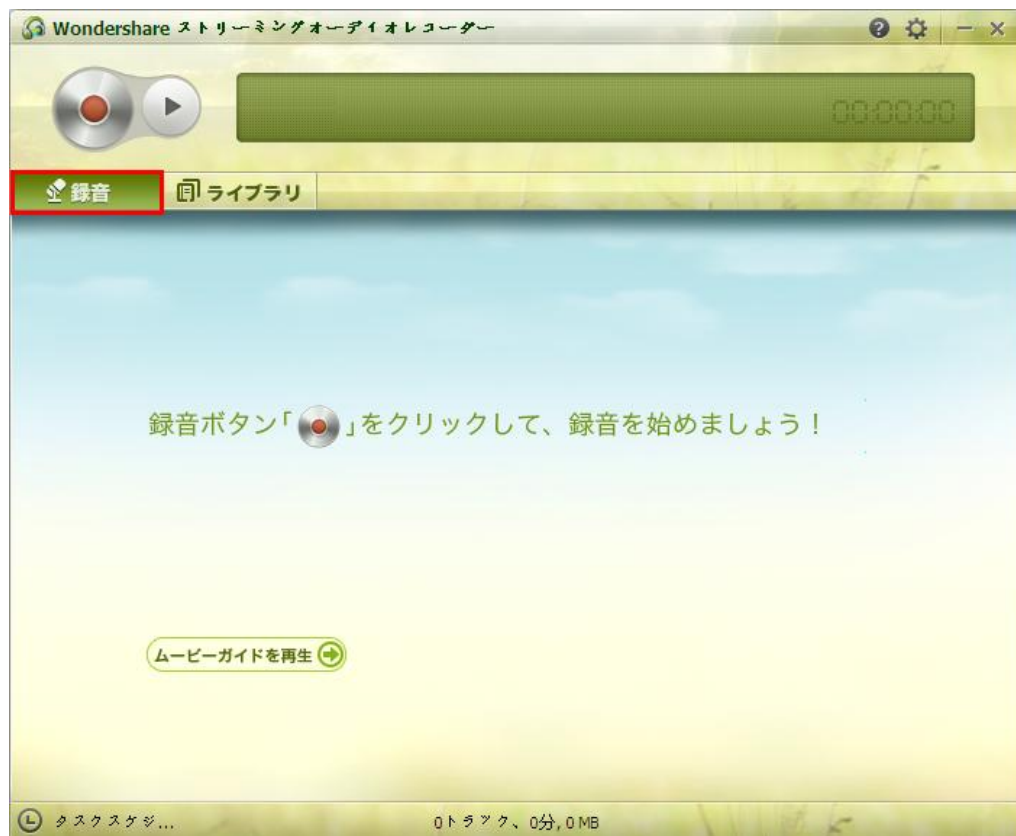 Wondershare ストリーミングオーディオレコーダー
00:00:00
録音
ライブラリ
録音ボタン「」をクリックして、録音を始めましょう!
ムービーガイドを再生
タスクスケジ...
0トラック、0分, 0 MB